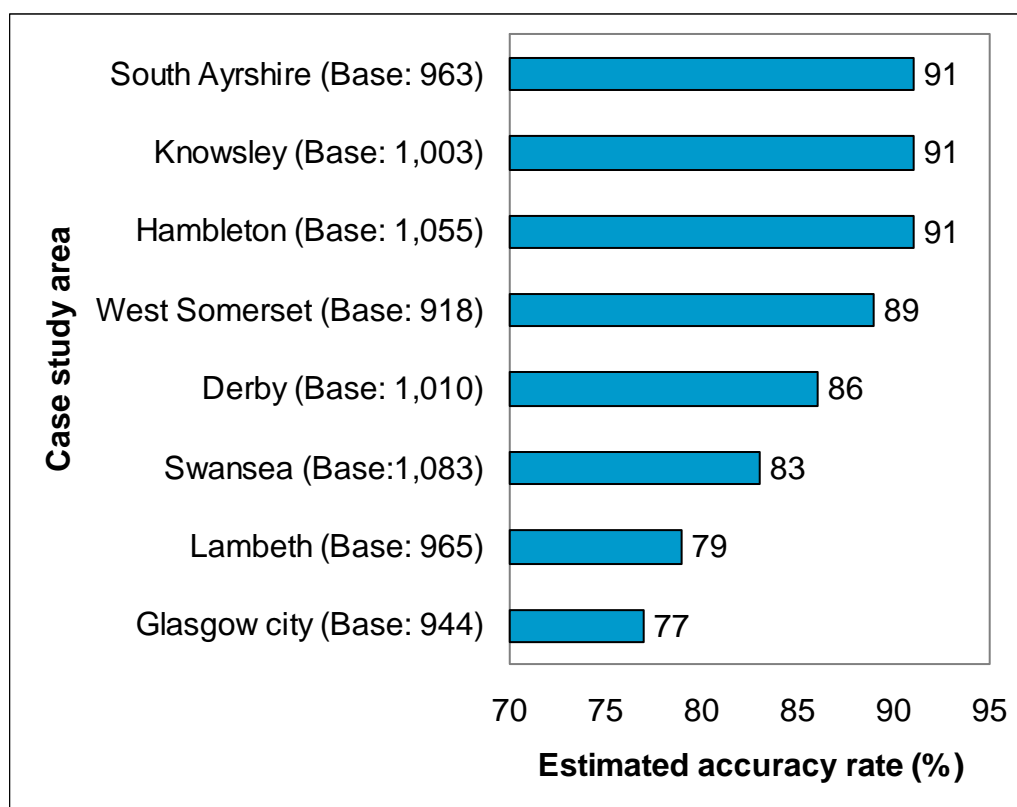 Case study area
South Ayrshire (Base: 963) 91
Knowsley (Base: 1,003) 91
Hambleton (Base: 1,055) 91
West Somerset (Base: 918) 89
Derby (Base: 1,010) 86
Swansea (Base:1,083) 83
Lambeth (Base: 965) 79
Glasgow city (Base: 944) 77
70 75 80 85 90 95
Estimated accuracy rate (%)